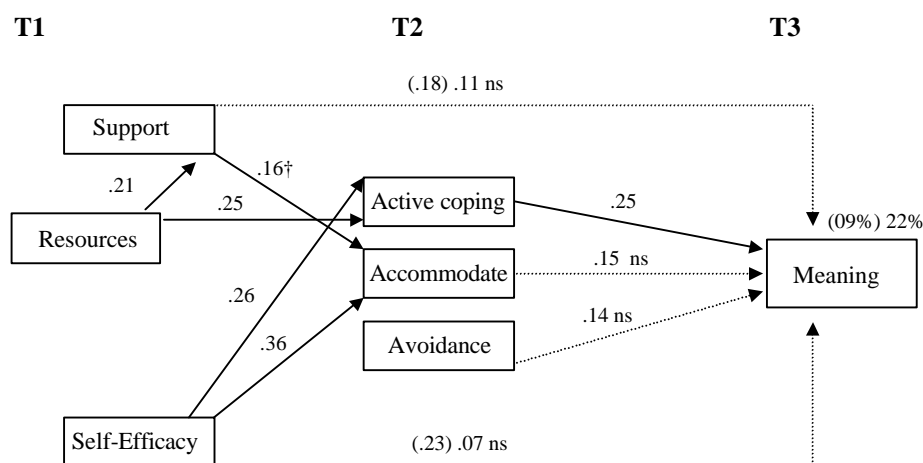 T1 T2 T3
(.18) .11 ns
Support
.16†
.21
Active coping
.25
.25
(09%) 22%
Resources
Accommodate
.15 ns
Meaning
.26
.14 ns
.36
Avoidance
Self-Efficacy
(.23) .07 ns